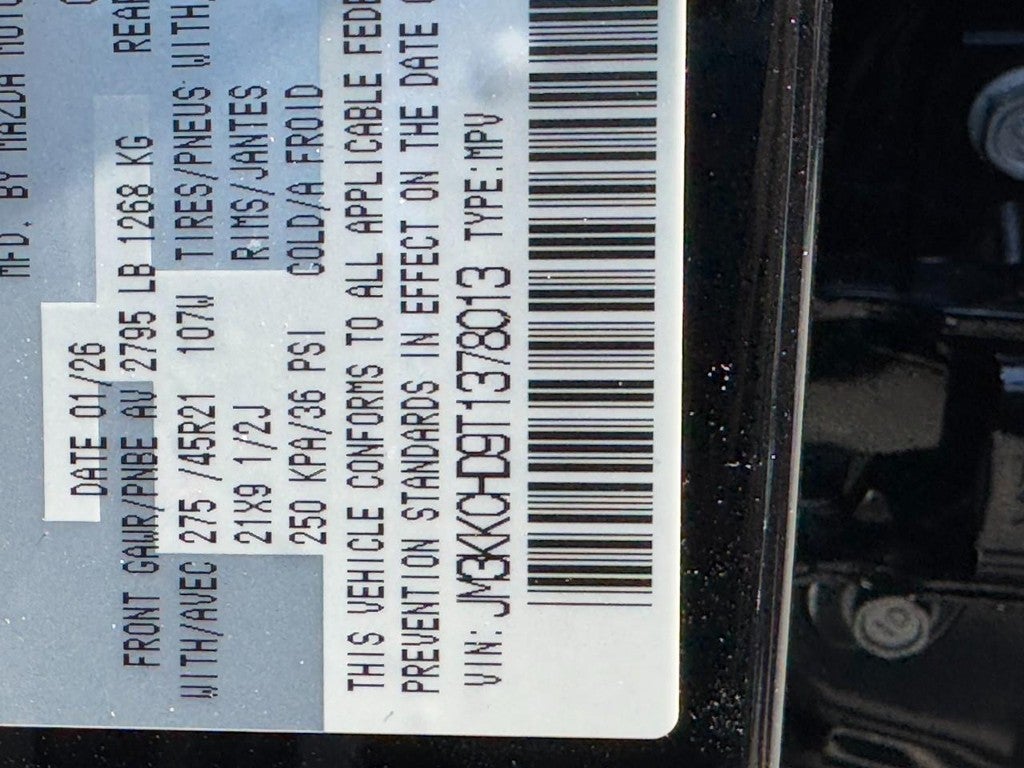 MFD. BY MAZDA MOTO
DATE 01/26
FRONT GAWR/PNBE AV 2795 LB 1268 KG REAR
WITH/AVEC 275 /45R21 107W TIRES/PNEUS WITH/
21X9 1/2J RIMS/JANTES
250 KPA/36 PSI COLD/A FROID
THIS VEHICLE CONFORMS TO ALL APPLICABLE FEDE
PREVENTION STANDARDS IN EFFECT ON THE DATE O
VIN: JM3KKCHD9T1378013 TYPE:MPV